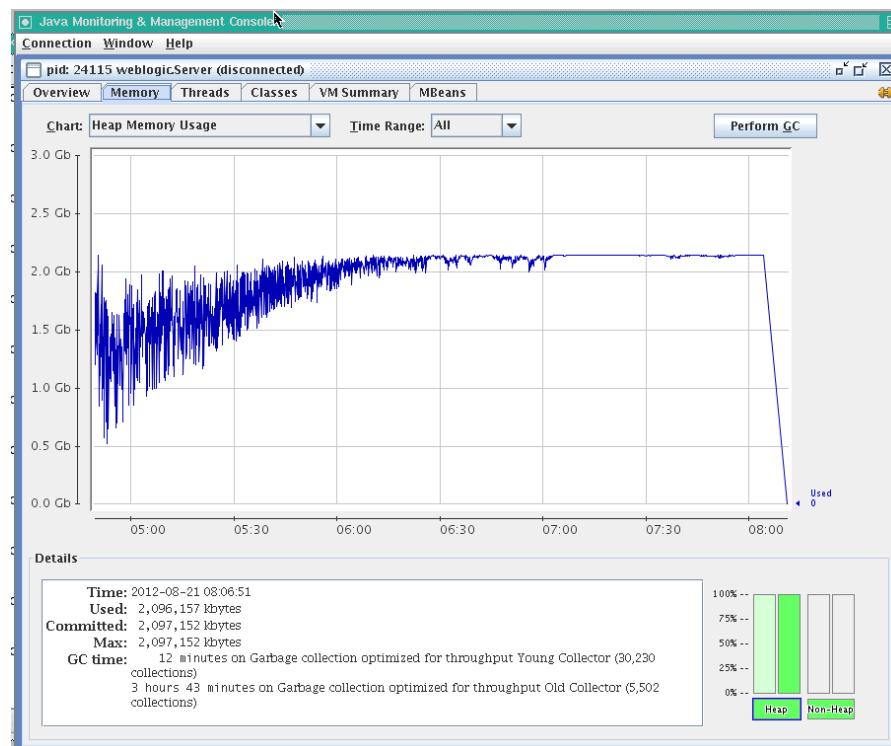 Java Monitoring & Management Console
Connection Window Help
pid: 24115 weblogic.Server (disconnected)
Overview Memory Threads Classes VM Summary MBeans
Chart: Heap Memory Usage Time Range: All Perform GC
3.0 Gb
2.5 Gb
2.0 Gb
1.5 Gb
1.0 Gb
0.5 Gb
0.0 Gb
Used
0
05:00 05:30 06:00 06:30 07:00 07:30 08:00
Details
Time: 2012-08-21 08:06:51
Used: 2,096,157 kbytes
Committed: 2,097,152 kbytes
Max: 2,097,152 kbytes
GC time: 12 minutes on Garbage collection optimized for throughput Young Collector (30,230
collections)
3 hours 43 minutes on Garbage collection optimized for throughput Old Collector (5,502
collections)
100% --
75% --
50% --
25% --
0% --
Heap Non-Heap